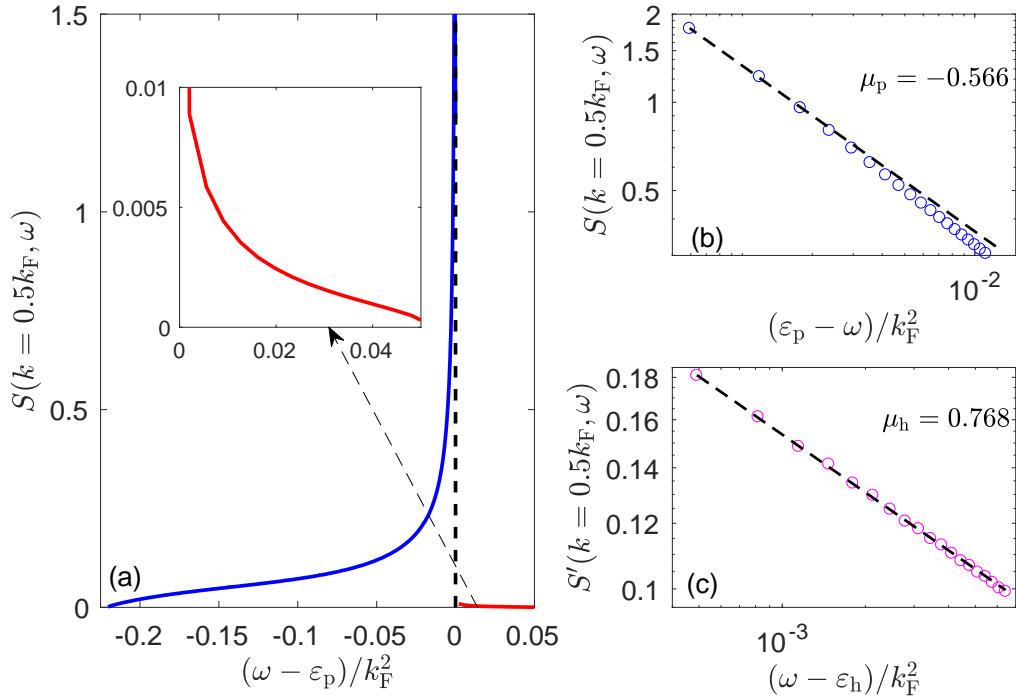 1.5
1
0.5
0
S(k = 0.5k_F, ω)
-0.2 -0.15 -0.1 -0.05 0 0.05
(ω − ε_p)/k_F^2
(a)
0.01
0.005
0
0 0.02 0.04
2
1.5
1
0.5
S(k = 0.5k_F, ω)
μ_p = −0.566
(b)
10^-2
(ε_p − ω)/k_F^2
0.18
0.16
0.14
0.12
0.1
S′(k = 0.5k_F, ω)
μ_h = 0.768
(c)
10^-3
(ω − ε_h)/k_F^2